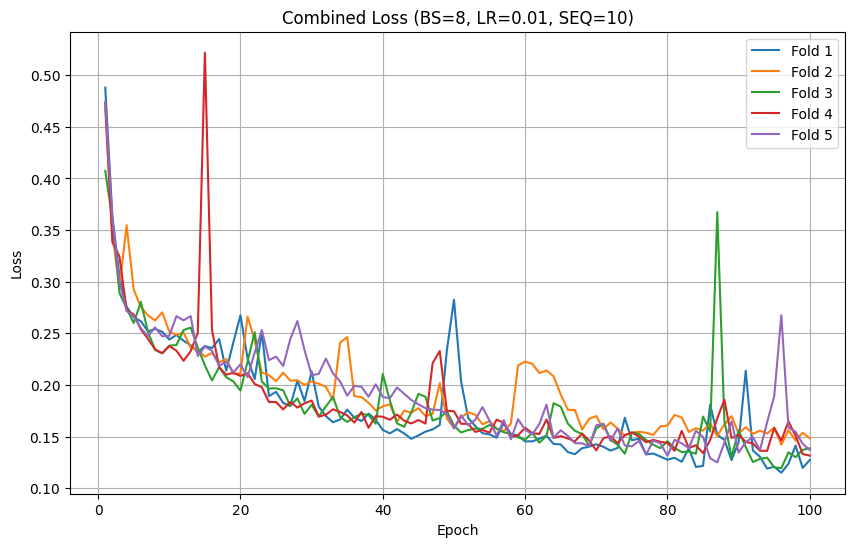 Combined Loss (BS=8, LR=0.01, SEQ=10)
Fold 1
Fold 2
Fold 3
Fold 4
Fold 5
Loss
0.50
0.45
0.40
0.35
0.30
0.25
0.20
0.15
0.10
0 20 40 60 80 100
Epoch